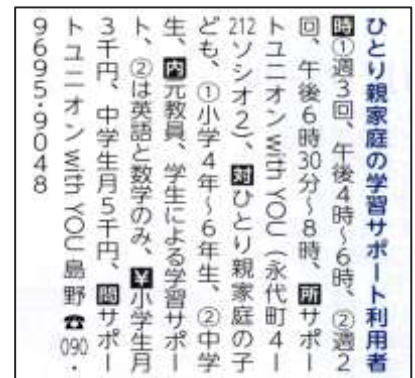 ひとり親家庭の学習サポート利用者
時①週3回、午後4時～6時、②週2
回、午後6時30分～8時、所サポー
トユニオンwith YOU（永代町4－
212ソシオ2）、対ひとり親家庭の子
ども、①小学4年～6年生、②中学
生、内元教員、学生による学習サポー
ト、②は英語と数学のみ、¥小学生月
3千円、中学生月5千円、問サポー
トユニオンwith YOU島野☎090・
9695・9048